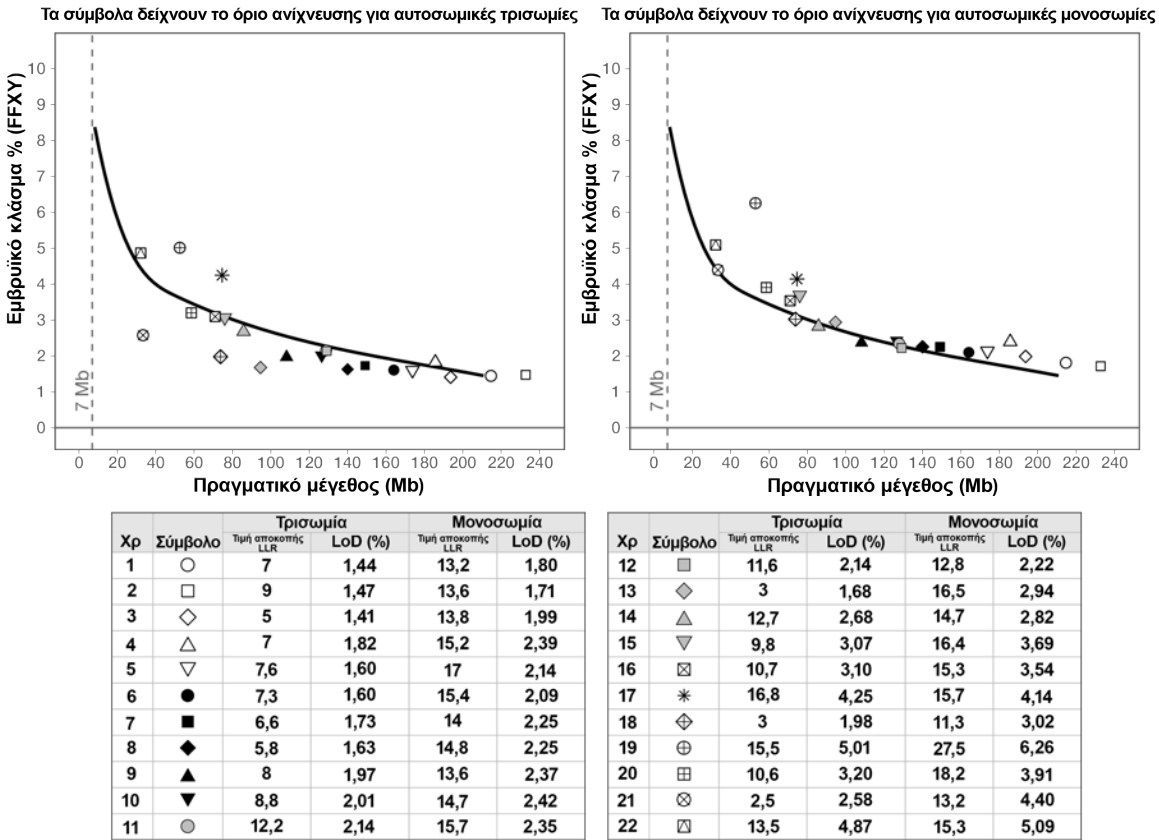 Τα σύμβολα δείχνουν το όριο ανίχνευσης για αυτοσωμικές τρισωμίες
Τα σύμβολα δείχνουν το όριο ανίχνευσης για αυτοσωμικές μονοσωμίες
Εμβρυϊκό κλάσμα % (FFXY)
10
9
8
7
6
5
4
3
2
1
0
7 Mb
0 20 40 60 80 100 120 140 160 180 200 220 240
Πραγματικό μέγεθος (Mb)
Εμβρυϊκό κλάσμα % (FFXY)
10
9
8
7
6
5
4
3
2
1
0
7 Mb
0 20 40 60 80 100 120 140 160 180 200 220 240
Πραγματικό μέγεθος (Mb)
Τρισωμία Μονοσωμία
Χρ Σύμβολο Τιμή αποκοπής LLR LoD (%) Τιμή αποκοπής LLR LoD (%)
1 7 1,44 13,2 1,80
2 9 1,47 13,6 1,71
3 5 1,41 13,8 1,99
4 7 1,82 15,2 2,39
5 7,6 1,60 17 2,14
6 7,3 1,60 15,4 2,09
7 6,6 1,73 14 2,25
8 5,8 1,63 14,8 2,25
9 8 1,97 13,6 2,37
10 8,8 2,01 14,7 2,42
11 12,2 2,14 15,7 2,35
Τρισωμία Μονοσωμία
Χρ Σύμβολο Τιμή αποκοπής LLR LoD (%) Τιμή αποκοπής LLR LoD (%)
12 11,6 2,14 12,8 2,22
13 3 1,68 16,5 2,94
14 12,7 2,68 14,7 2,82
15 9,8 3,07 16,4 3,69
16 10,7 3,10 15,3 3,54
17 16,8 4,25 15,7 4,14
18 3 1,98 11,3 3,02
19 15,5 5,01 27,5 6,26
20 10,6 3,20 18,2 3,91
21 2,5 2,58 13,2 4,40
22 13,5 4,87 15,3 5,09